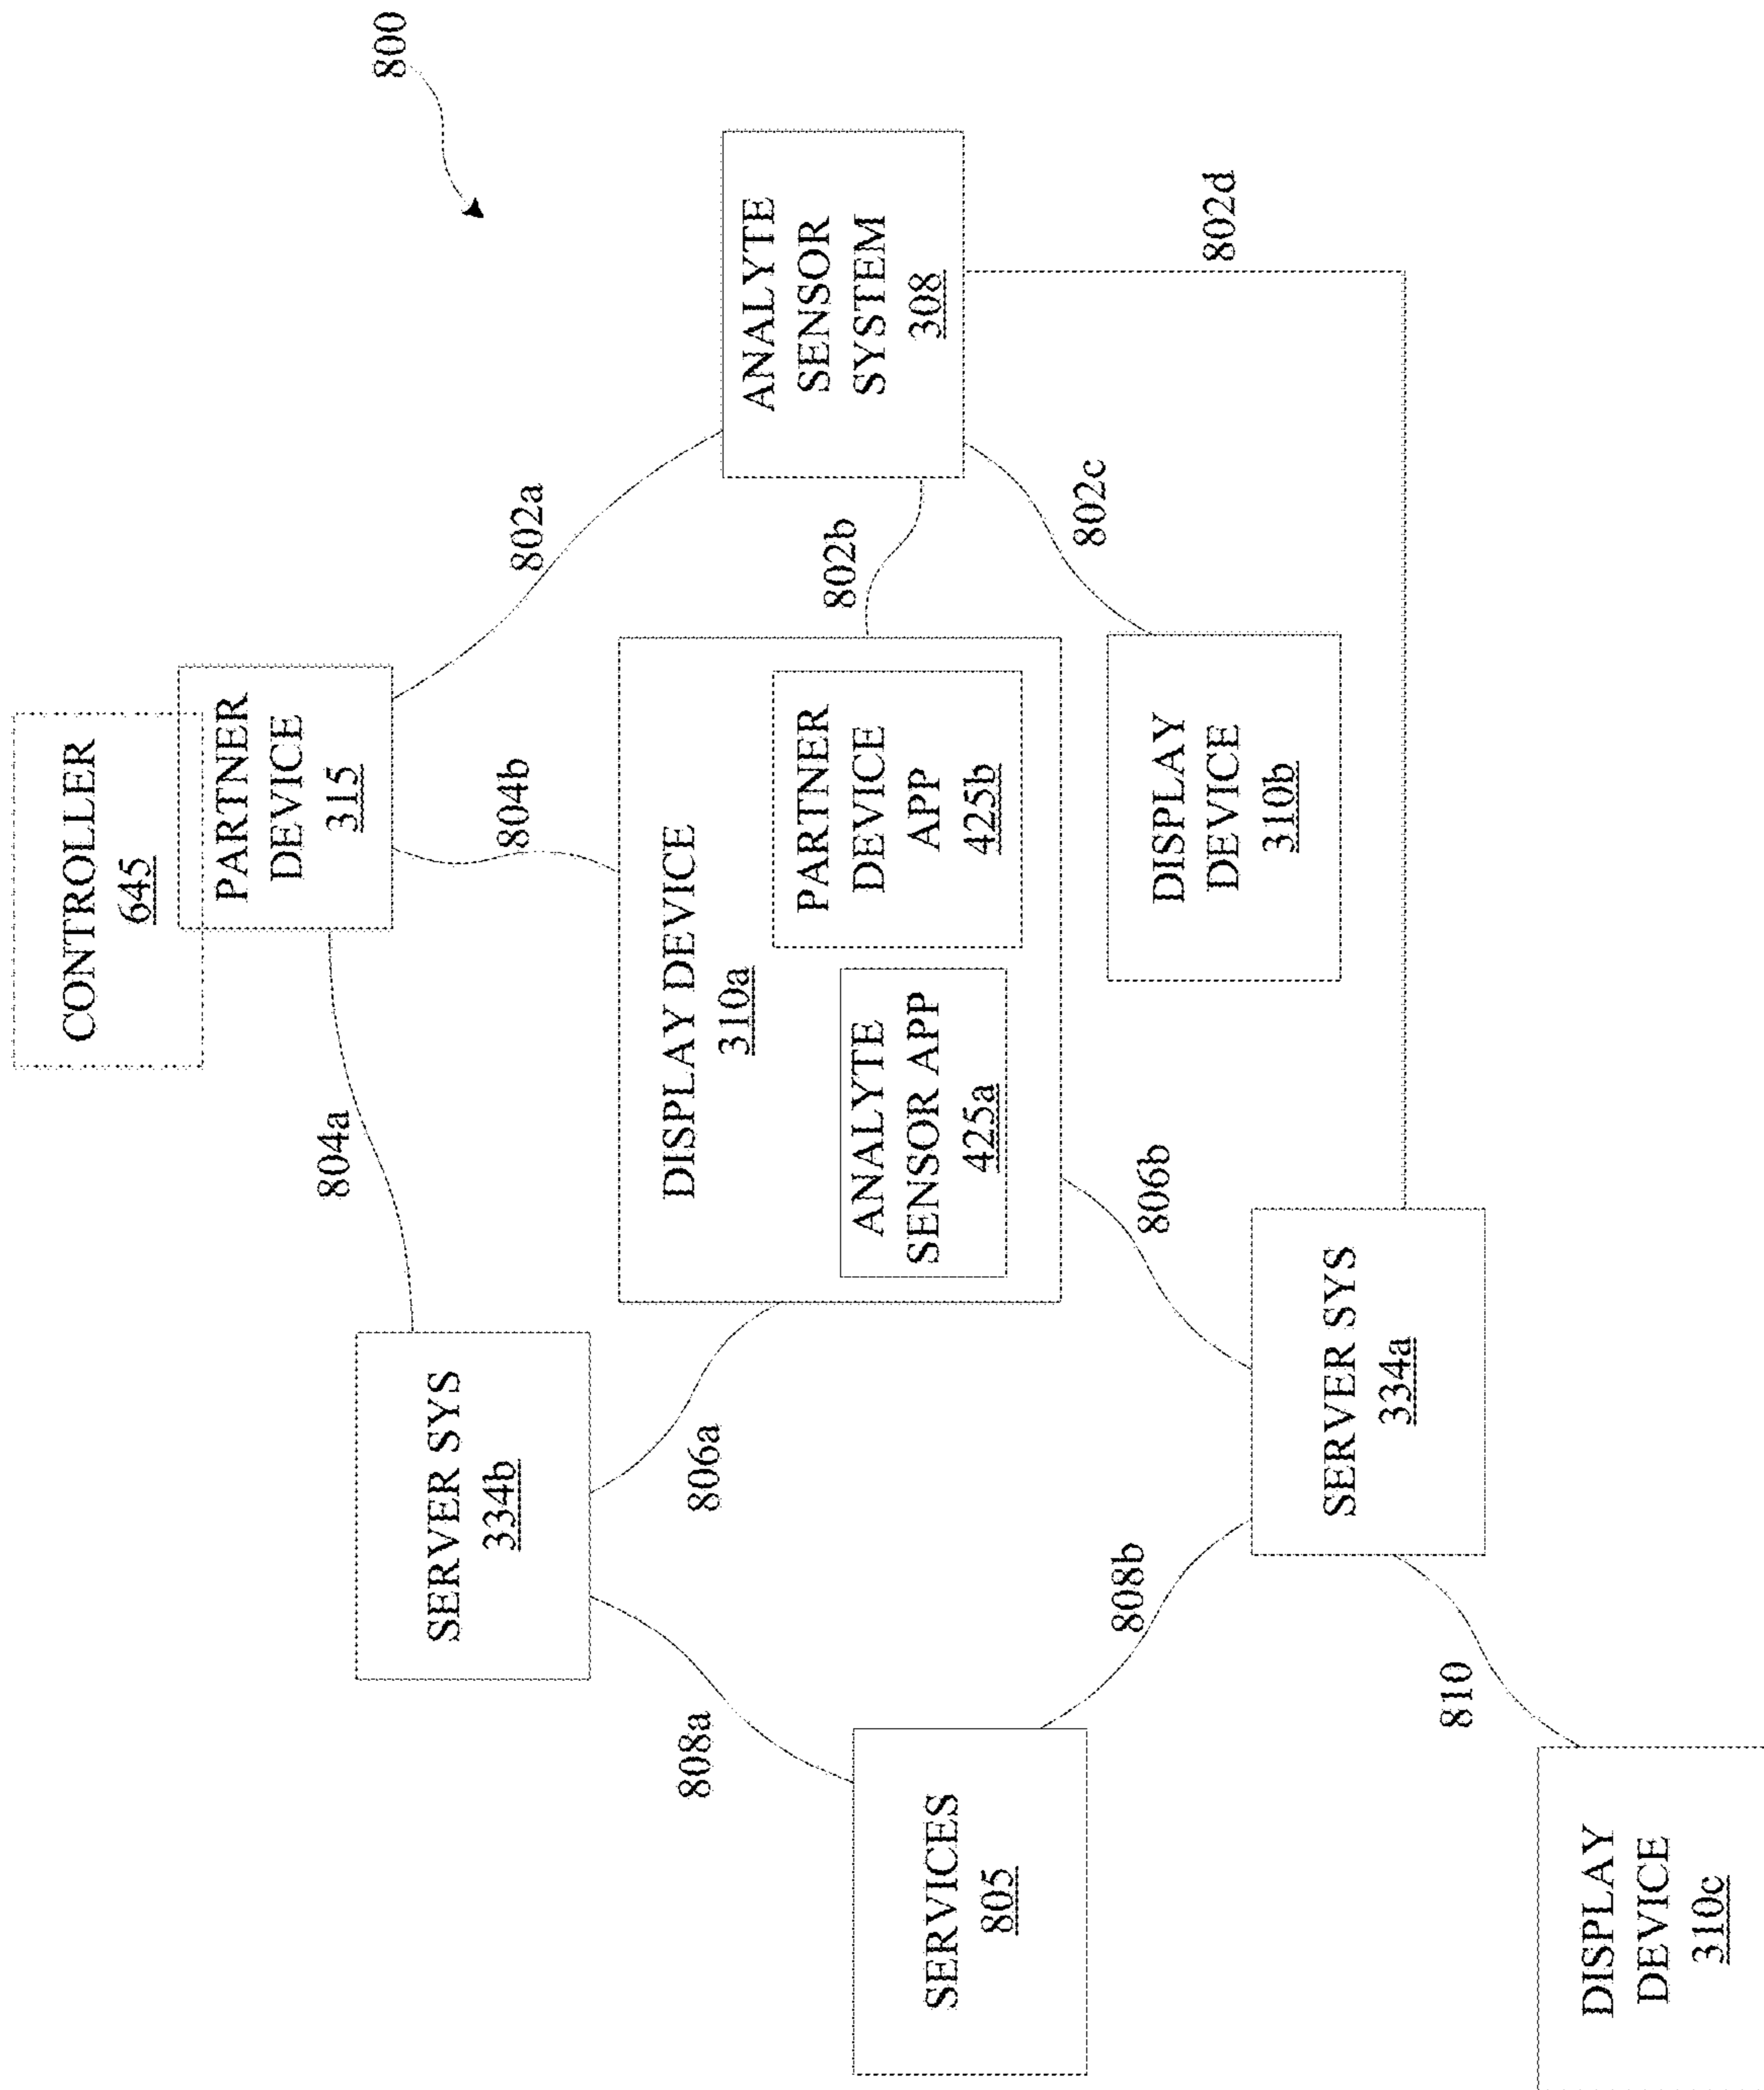 800
CONTROLLER
645
PARTNER
DEVICE
315
802a
804a
804b
SERVER SYS
334b
806a
808a
DISPLAY DEVICE
310a
ANALYTE
SENSOR APP
425a
PARTNER
DEVICE
APP
425b
802b
ANALYTE
SENSOR
SYSTEM
308
802c
802d
SERVICES
805
808b
806b
DISPLAY
DEVICE
310b
SERVER SYS
334a
810
DISPLAY
DEVICE
310c